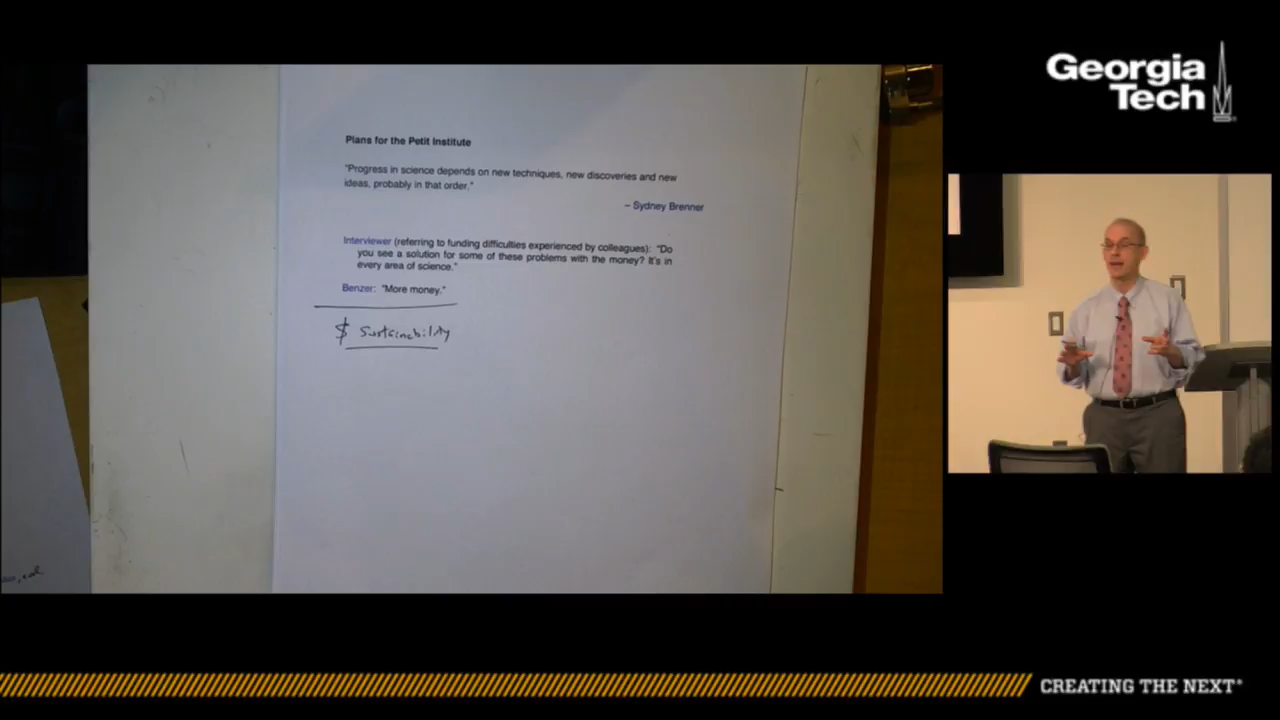 Georgia
Tech
Plans for the Petit Institute
"Progress in science depends on new techniques, new discoveries and new
ideas, probably in that order."
– Sydney Brenner
Interviewer (referring to funding difficulties experienced by colleagues): "Do
you see a solution for some of these problems with the money? It's in
every area of science."
Benzer: "More money."
$ Sustainability
CREATING THE NEXT®